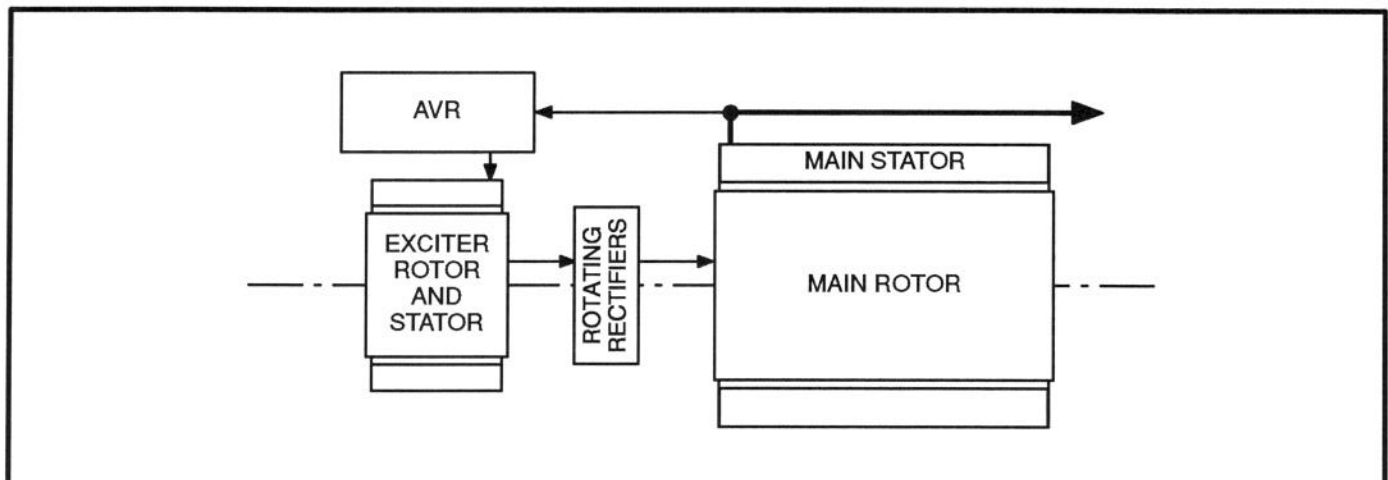 AVR
MAIN STATOR
EXCITER
ROTOR
AND
STATOR
ROTATING
RECTIFIERS
MAIN ROTOR